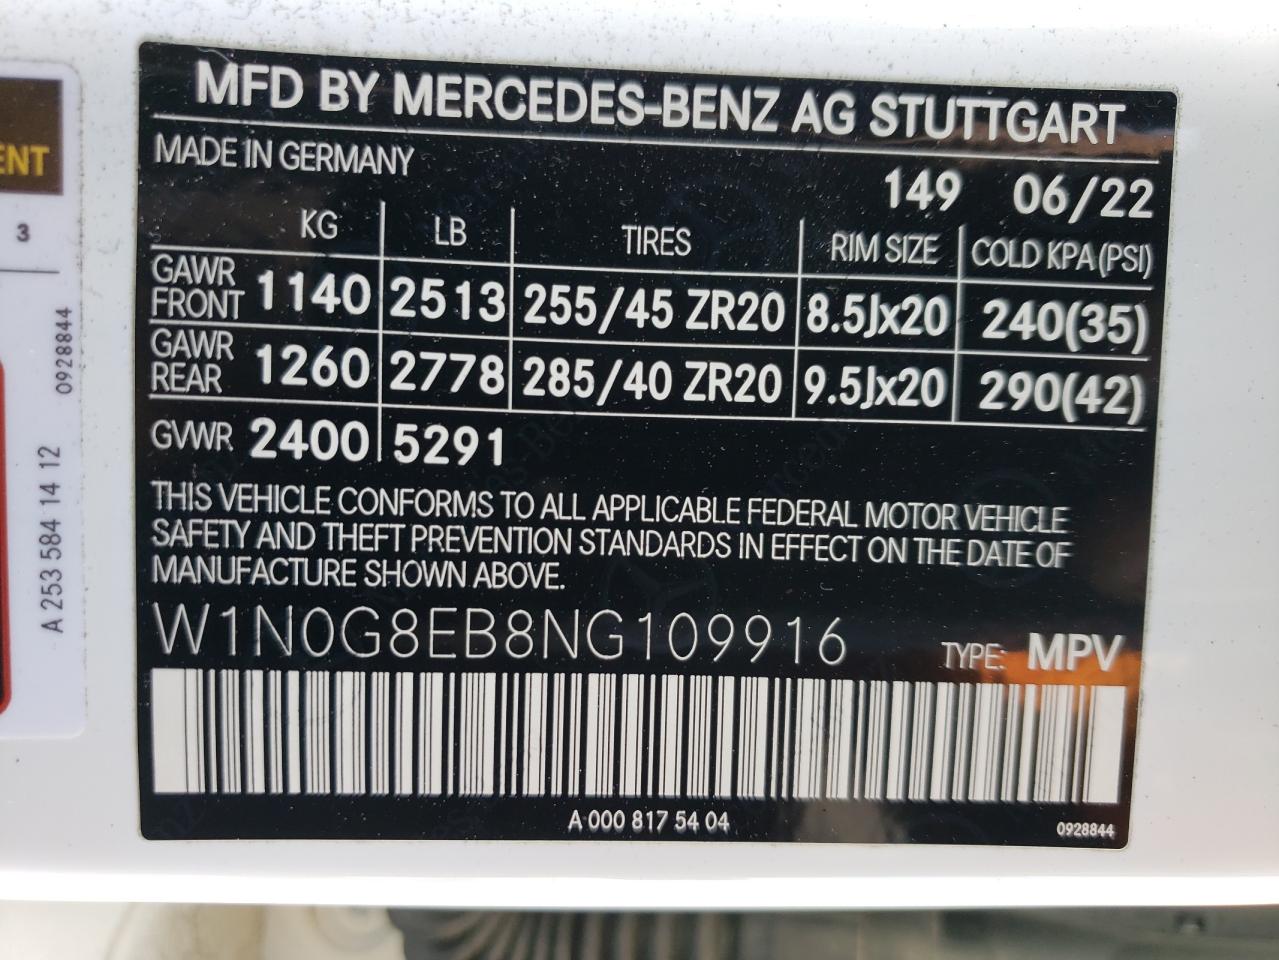 MFD BY MERCEDES-BENZ AG STUTTGART
MADE IN GERMANY
149 06/22
KG LB TIRES RIM SIZE COLD KPA (PSI)
GAWR FRONT 1140 2513 255/45 ZR20 8.5Jx20 240(35)
GAWR REAR 1260 2778 285/40 ZR20 9.5Jx20 290(42)
GVWR 2400 5291
THIS VEHICLE CONFORMS TO ALL APPLICABLE FEDERAL MOTOR VEHICLE
SAFETY AND THEFT PREVENTION STANDARDS IN EFFECT ON THE DATE OF
MANUFACTURE SHOWN ABOVE.
W1N0G8EB8NG109916 TYPE: MPV
A 000 817 54 04 0928844
ENT
3
A 253 584 14 12 0928844